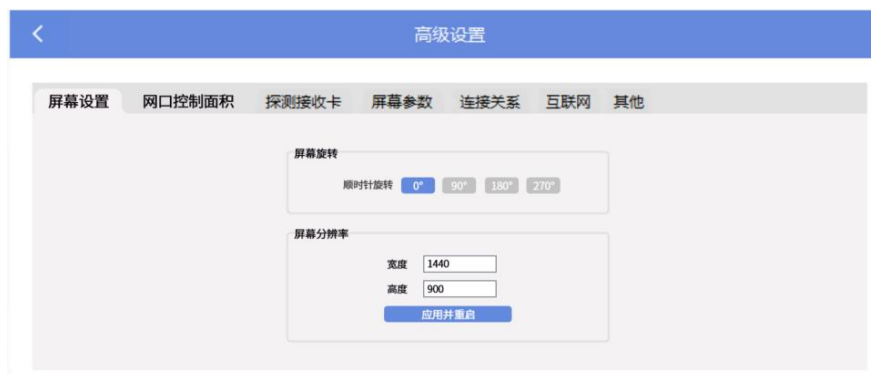 高级设置
屏幕设置 网口控制面积 探测接收卡 屏幕参数 连接关系 互联网 其他
屏幕旋转
顺时针旋转 0° 90° 180° 270°
屏幕分辨率
宽度 1440
高度 900
应用并重启